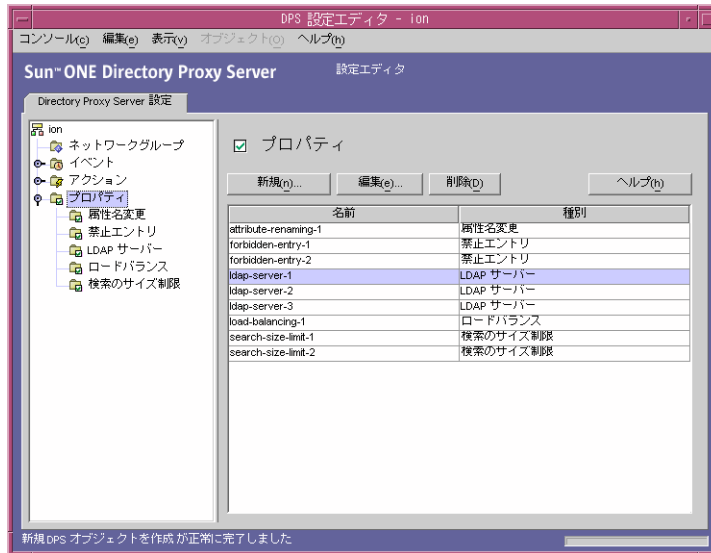 DPS 設定エディタ - ion
コンソール(c) 編集(e) 表示(v) オブジェクト(o) ヘルプ(h)
Sun™ ONE Directory Proxy Server 設定エディタ
Directory Proxy Server 設定
ion
ネットワークグループ
イベント
アクション
プロパティ
属性名変更
禁止エントリ
LDAP サーバー
ロードバランス
検索のサイズ制限
プロパティ
新規(n)... 編集(e)... 削除(D) ヘルプ(h)
名前 種別
attribute-renaming-1 属性名変更
forbidden-entry-1 禁止エントリ
forbidden-entry-2 禁止エントリ
ldap-server-1 LDAP サーバー
ldap-server-2 LDAP サーバー
ldap-server-3 LDAP サーバー
load-balancing-1 ロードバランス
search-size-limit-1 検索のサイズ制限
search-size-limit-2 検索のサイズ制限
新規 DPS オブジェクトを作成 が正常に完了しました